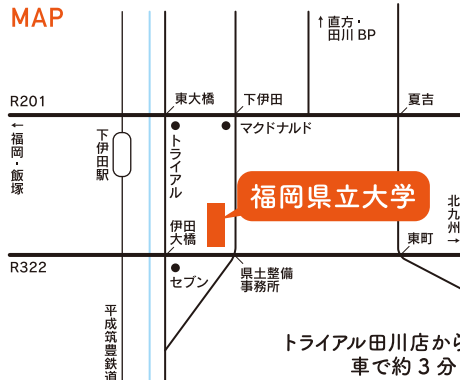 MAP
↑直方・
田川BP
R201
東大橋
下伊田
夏吉
←福岡・飯塚
下伊田駅
トライアル
マクドナルド
福岡県立大学
北九州→
伊田
大橋
東町
R322
セブン
県土整備
事務所
平成筑豊鉄道
トライアル田川店から
車で約3分